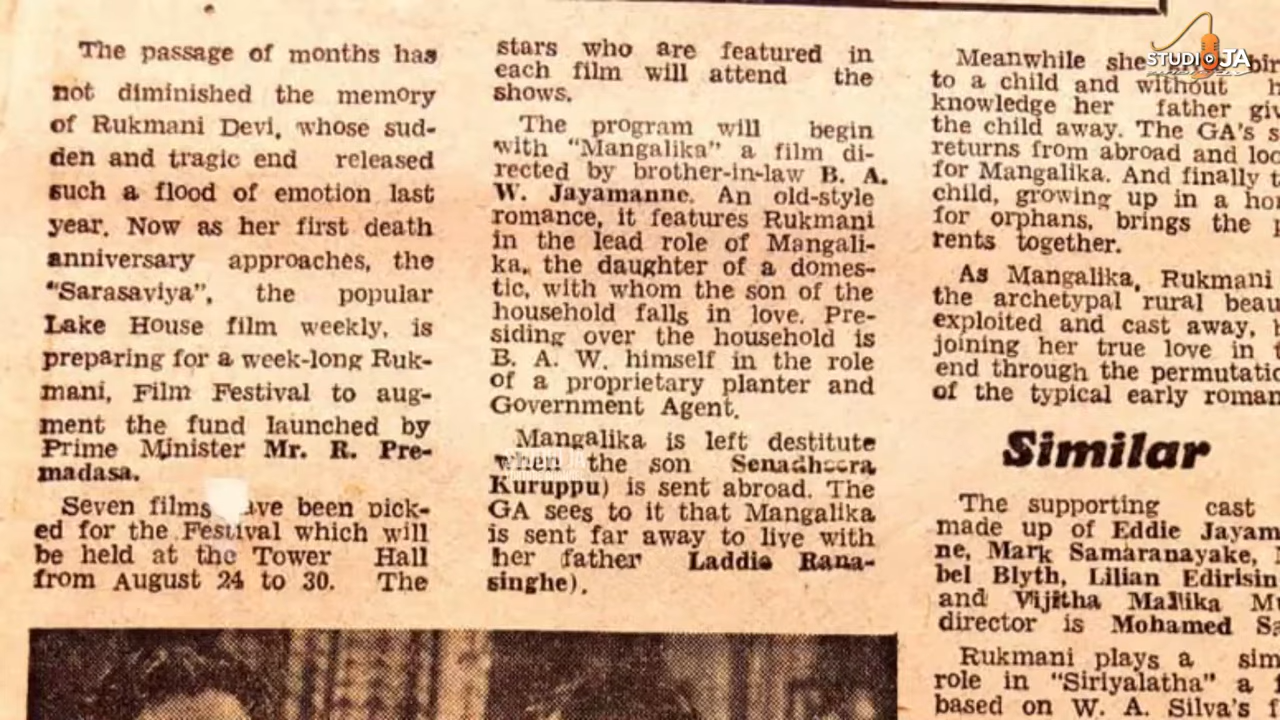 The passage of months has
not diminished the memory
of Rukmani Devi, whose sud-
den and tragic end released
such a flood of emotion last
year. Now as her first death
anniversary approaches, the
"Sarasaviya", the popular
Lake House film weekly, is
preparing for a week-long Ruk-
mani, Film Festival to aug-
ment the fund launched by
Prime Minister Mr. R. Pre-
madasa.
Seven films ave been pick-
ed for the Festival which will
be held at the Tower Hall
from August 24 to 30. The
stars who are featured in
each film will attend the
shows.
The program will begin
with "Mangalika" a film di-
rected by brother-in-law B. A.
W. Jayamanne. An old-style
romance, it features Rukmani
in the lead role of Mangali-
ka, the daughter of a domes-
tic, with whom the son of the
household falls in love. Pre-
siding over the household is
B. A. W. himself in the role
of a proprietary planter and
Government Agent.
Mangalika is left destitute
when the son Senadheera
Kuruppu) is sent abroad. The
GA sees to it that Mangalika
is sent far away to live with
her father Laddie Rana-
singhe).
Meanwhile she
to a child and without
knowledge her father
the child away. The GA's
returns from abroad and
for Mangalika. And finally
child, growing up in a
for orphans, brings the
rents together.
As Mangalika, Rukmani
the archetypal rural
exploited and cast away,
joining her true love in
end through the
of the typical early
Similar
The supporting cast
made up of Eddie
ne, Mark Samaranayake,
bel Blyth, Lilian
and Vijitha Mallika
director is Mohamed
Rukmani plays a
role in "Siriyalatha" a
based on W. A. Silva's
STUDIO JA